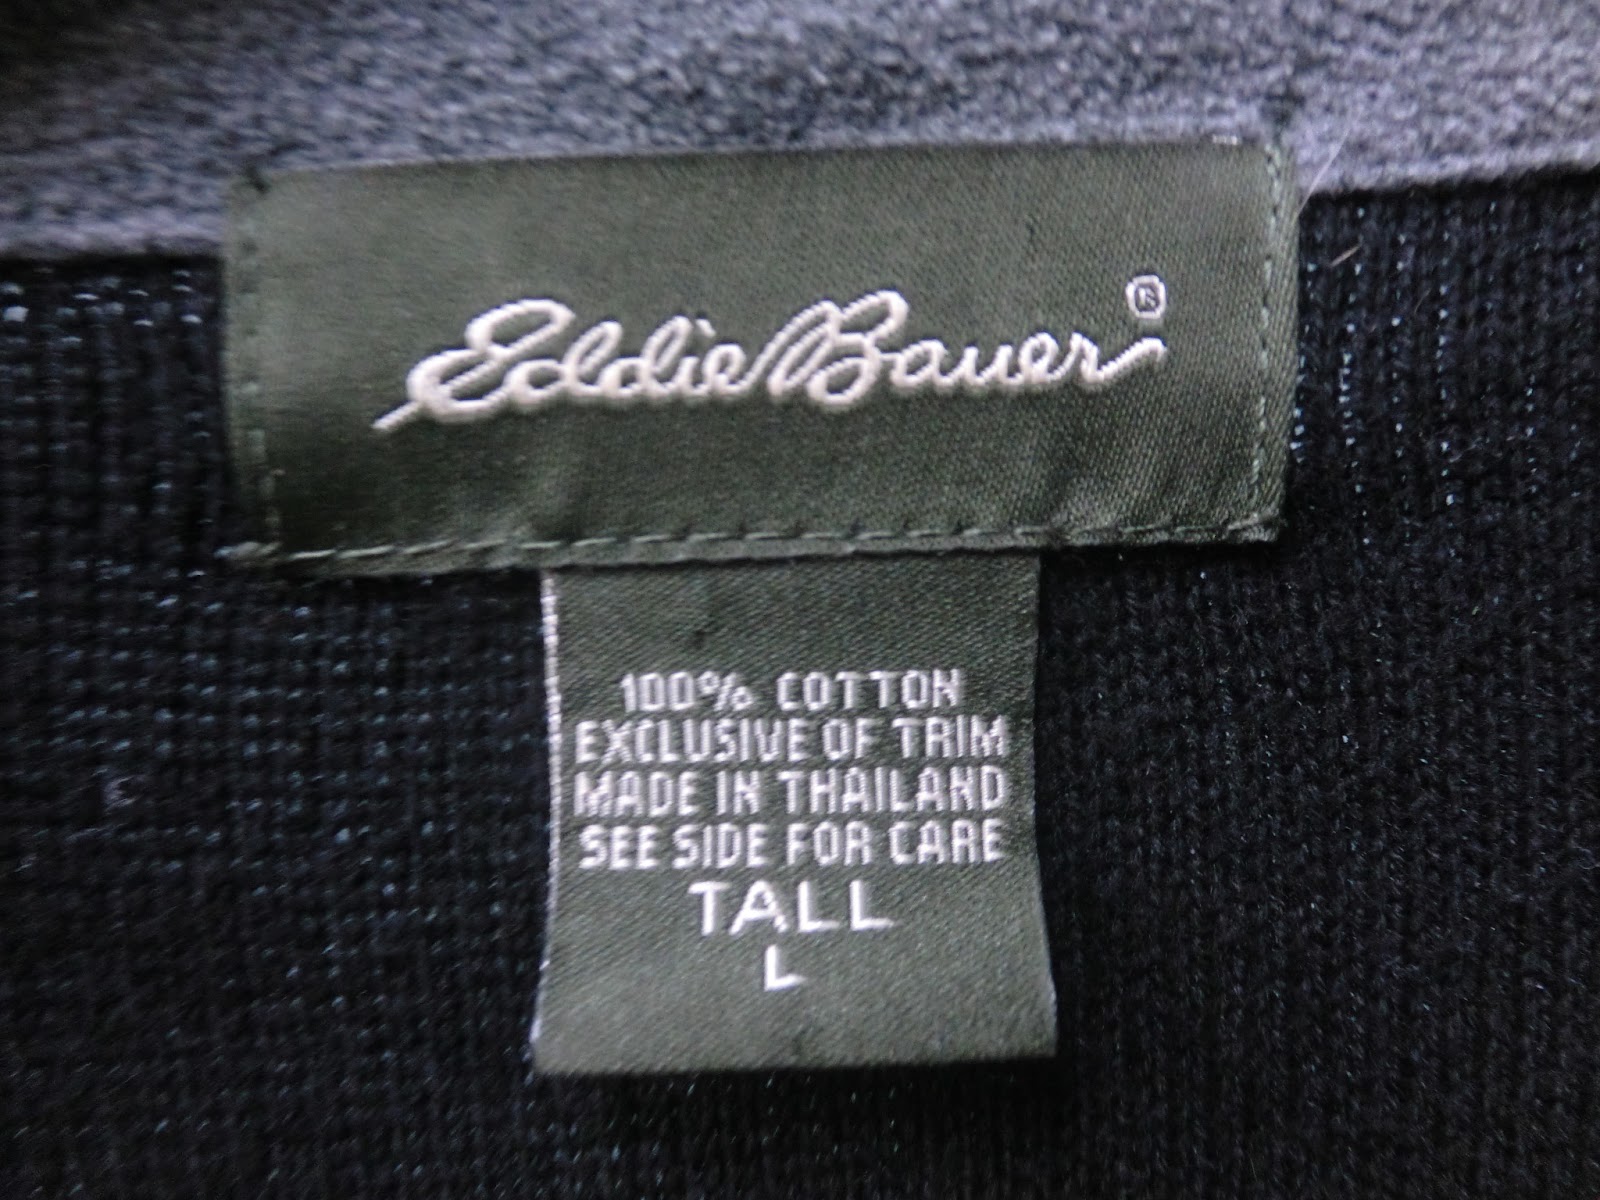 Eddie Bauer ®
100% COTTON
EXCLUSIVE OF TRIM
MADE IN THAILAND
SEE SIDE FOR CARE
TALL
L